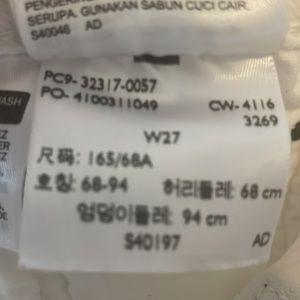 SERUPA. GUNAKAN SABUN CUCI CAIR.
S40046 AD
PC9- 32317-0057
PO- 4100311049 CW- 4116
3269
W27
尺码: 165/68A
호칭: 68-94 허리둘레: 68 cm
엉덩이둘레: 94 cm
S40197 AD